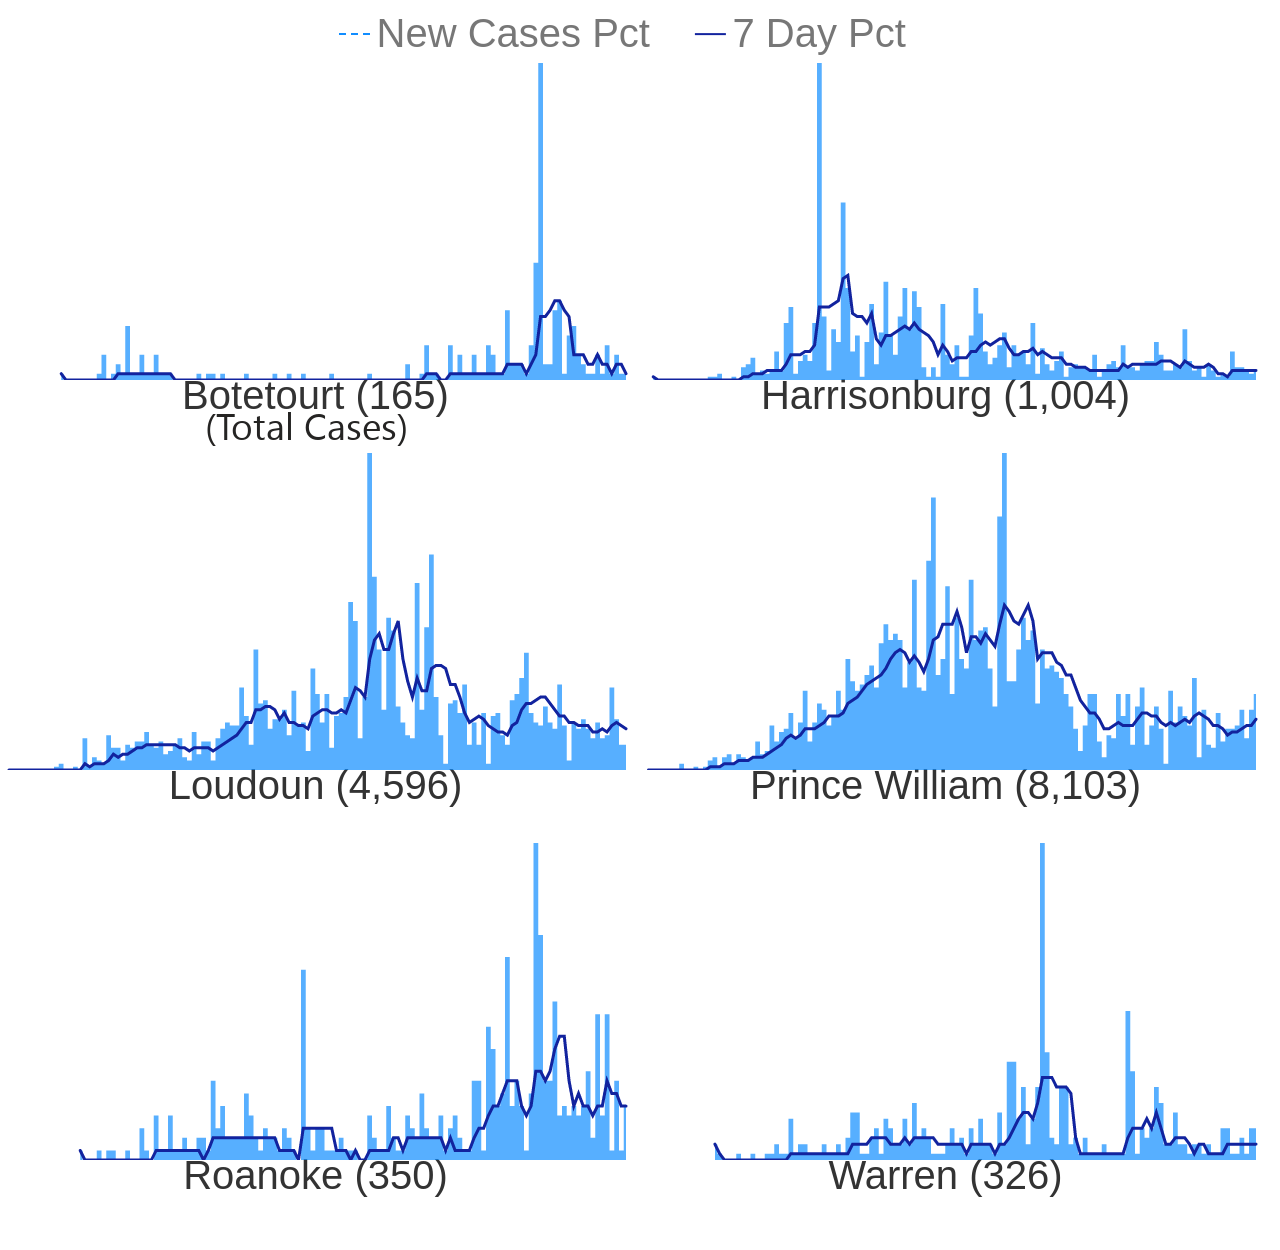 New Cases Pct 7 Day Pct
Botetourt (165) Harrisonburg (1,004)
(Total Cases)
Loudoun (4,596) Prince William (8,103)
Roanoke (350) Warren (326)